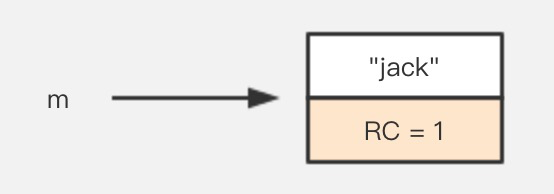 "jack"
m
RC = 1